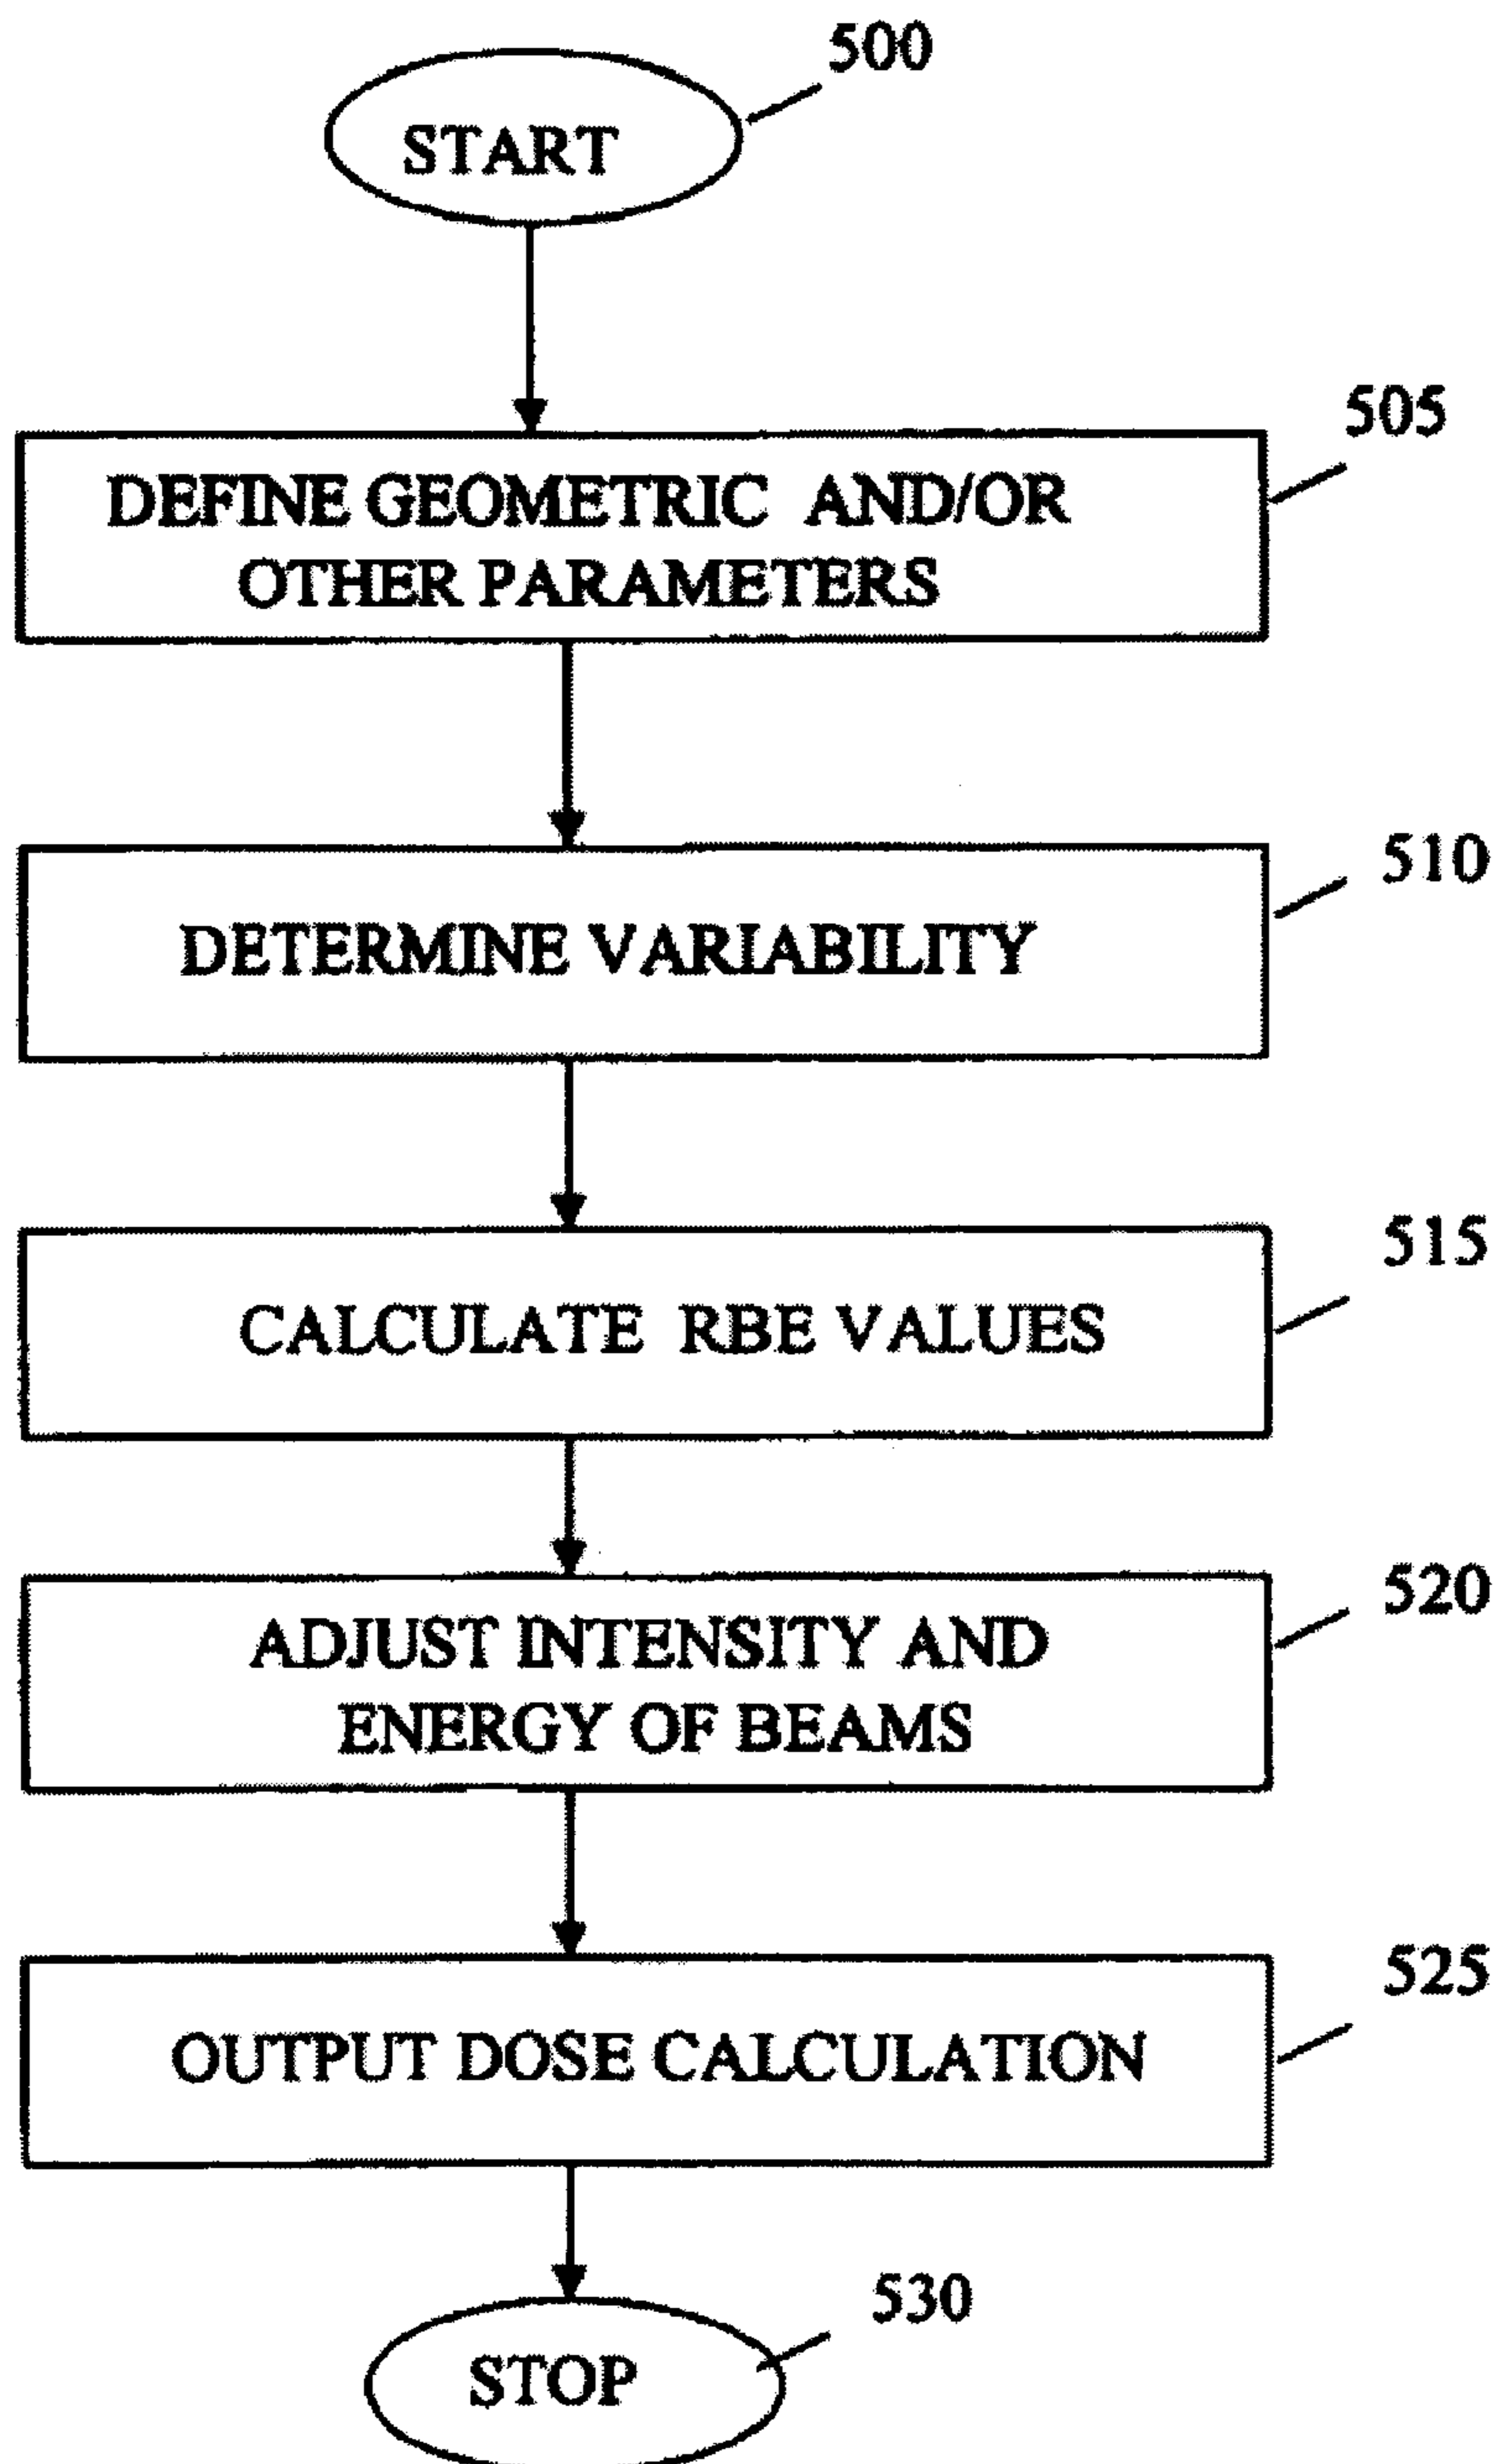 500
START
505
DEFINE GEOMETRIC AND/OR
OTHER PARAMETERS
510
DETERMINE VARIABILITY
515
CALCULATE RBE VALUES
520
ADJUST INTENSITY AND
ENERGY OF BEAMS
525
OUTPUT DOSE CALCULATION
530
STOP